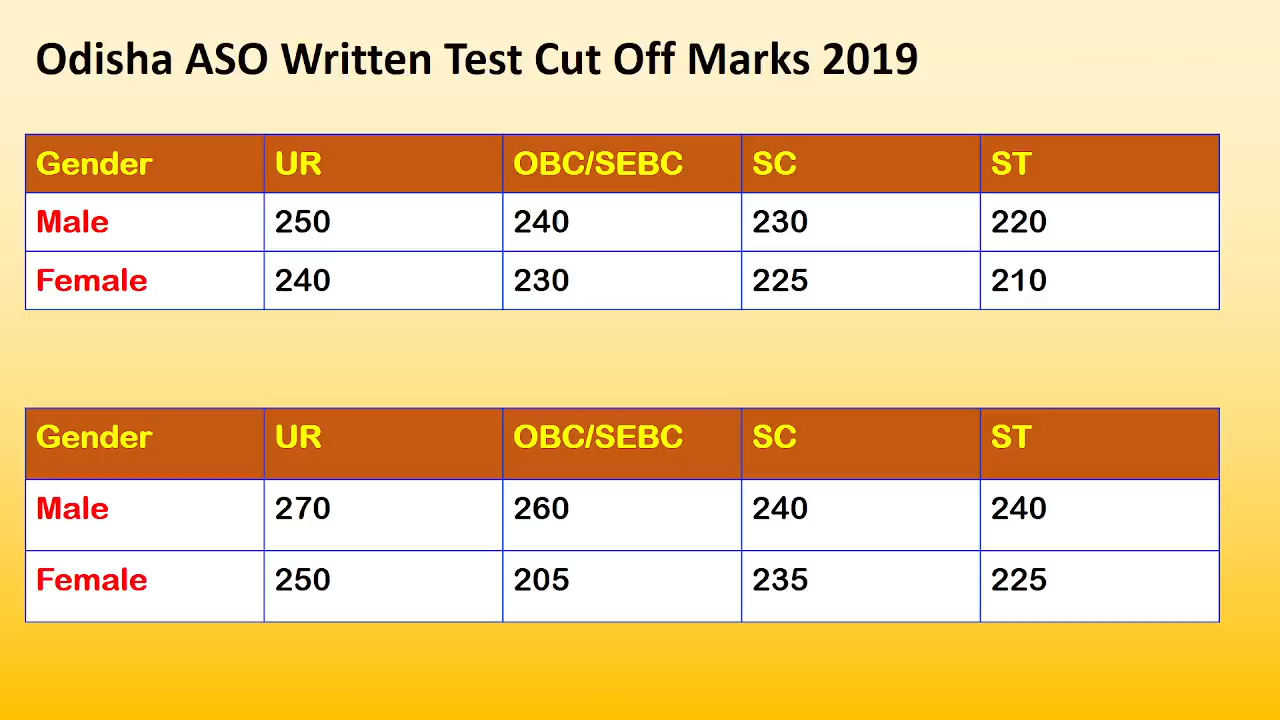 Odisha ASO Written Test Cut Off Marks 2019
Gender UR OBC/SEBC SC ST
Male 250 240 230 220
Female 240 230 225 210
Gender UR OBC/SEBC SC ST
Male 270 260 240 240
Female 250 205 235 225